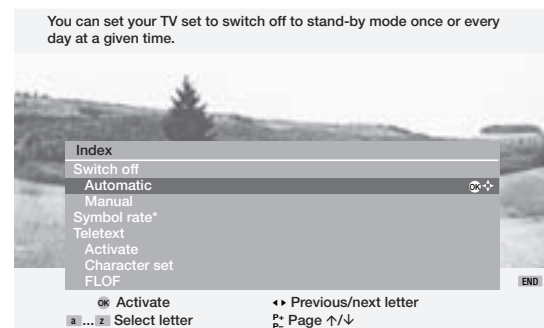 You can set your TV set to switch off to stand-by mode once or every
day at a given time.
Index
Switch off
Automatic OK
Manual
Symbol rate*
Teletext
Activate
Character set
FLOF
END
OK Activate ◂ ▸ Previous/next letter
a ... z Select letter P+ P− Page ↑/↓